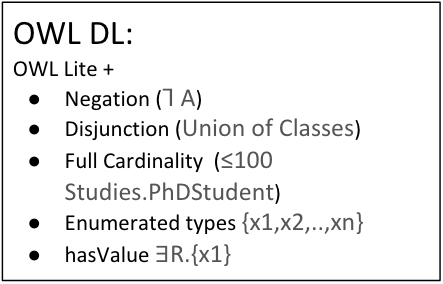 OWL DL:
OWL Lite +
● Negation (⅂ A)
● Disjunction (Union of Classes)
● Full Cardinality (≤100
Studies.PhDStudent)
● Enumerated types {x1,x2,..,xn}
● hasValue ∃R.{x1}